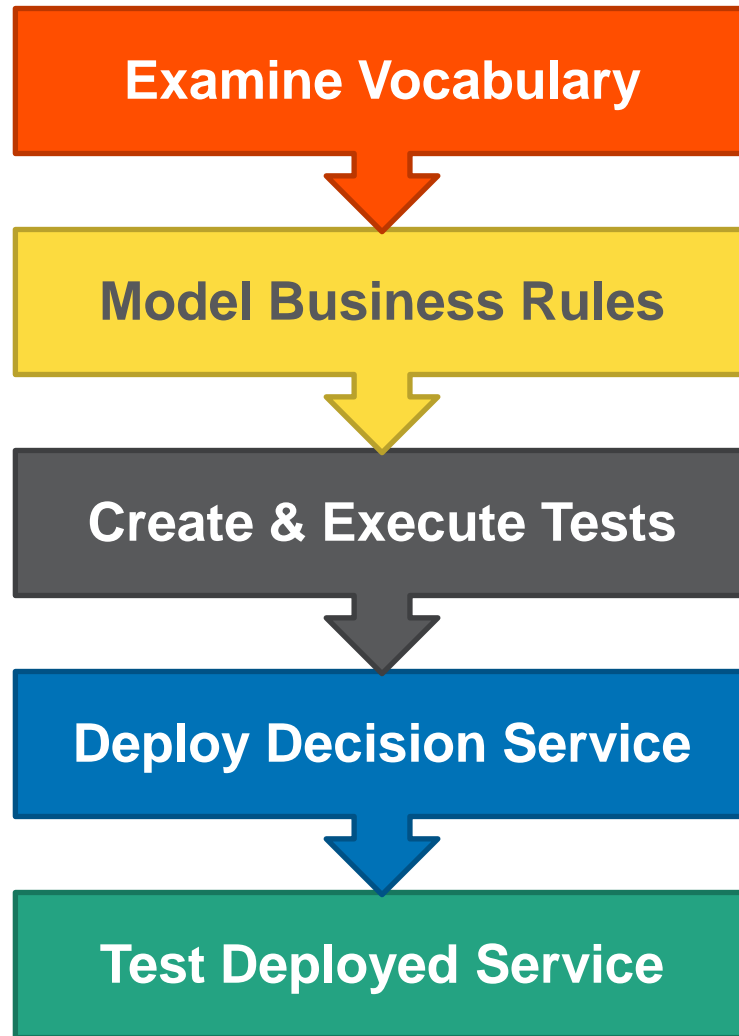 Examine Vocabulary
Model Business Rules
Create & Execute Tests
Deploy Decision Service
Test Deployed Service